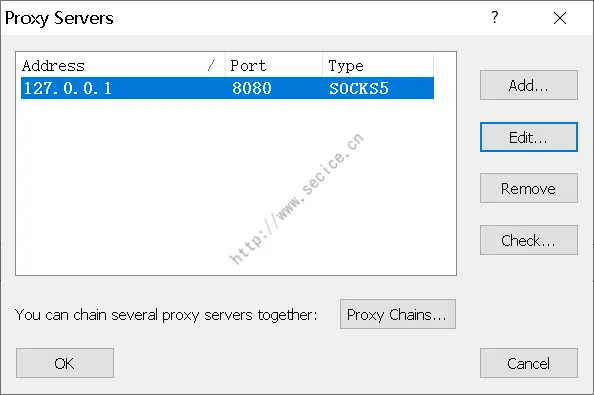 Proxy Servers ? ×
Address / Port Type
127.0.0.1 8080 SOCKS5
Add...
Edit...
Remove
Check...
http://www.secice.cn
You can chain several proxy servers together: Proxy Chains...
OK Cancel